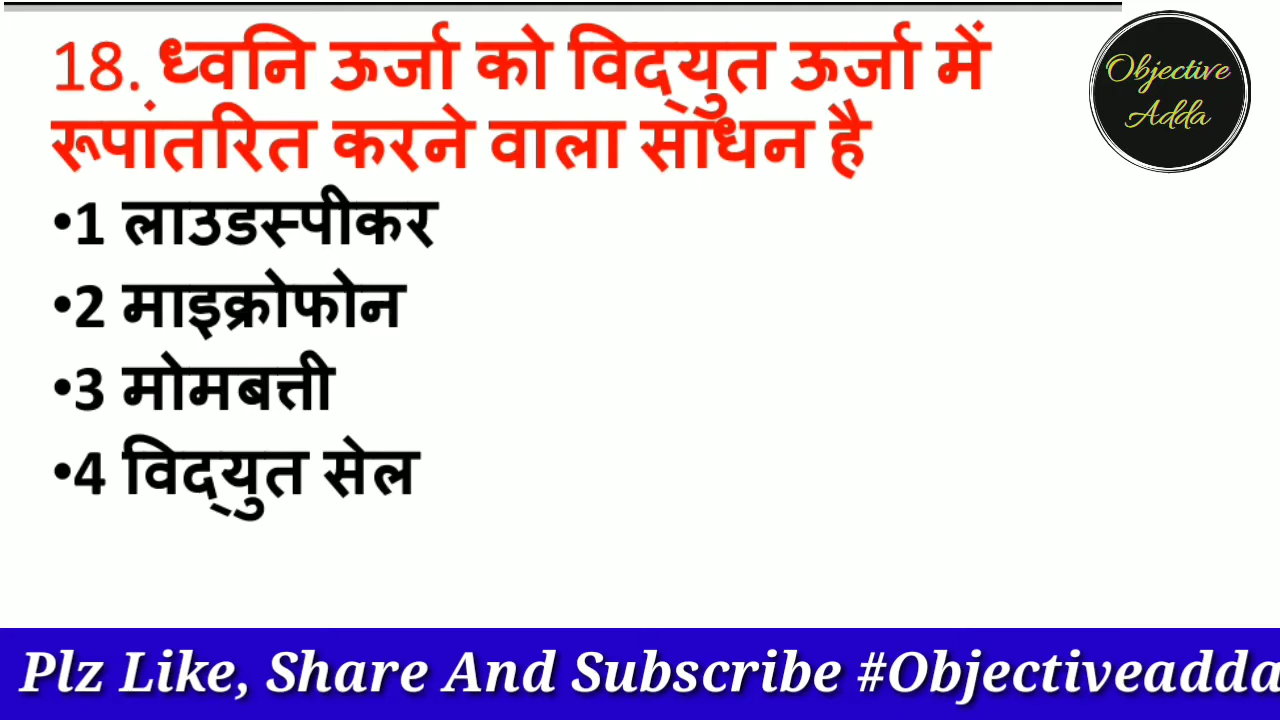 18. ध्वनि ऊर्जा को विद्‌युत ऊर्जा में
रूपांतरित करने वाला साधन है
•1 लाउडस्पीकर
•2 माइक्रोफोन
•3 मोमबत्ती
•4 विद्‌युत सेल
Objective
Adda
Plz Like, Share And Subscribe #Objectiveadda